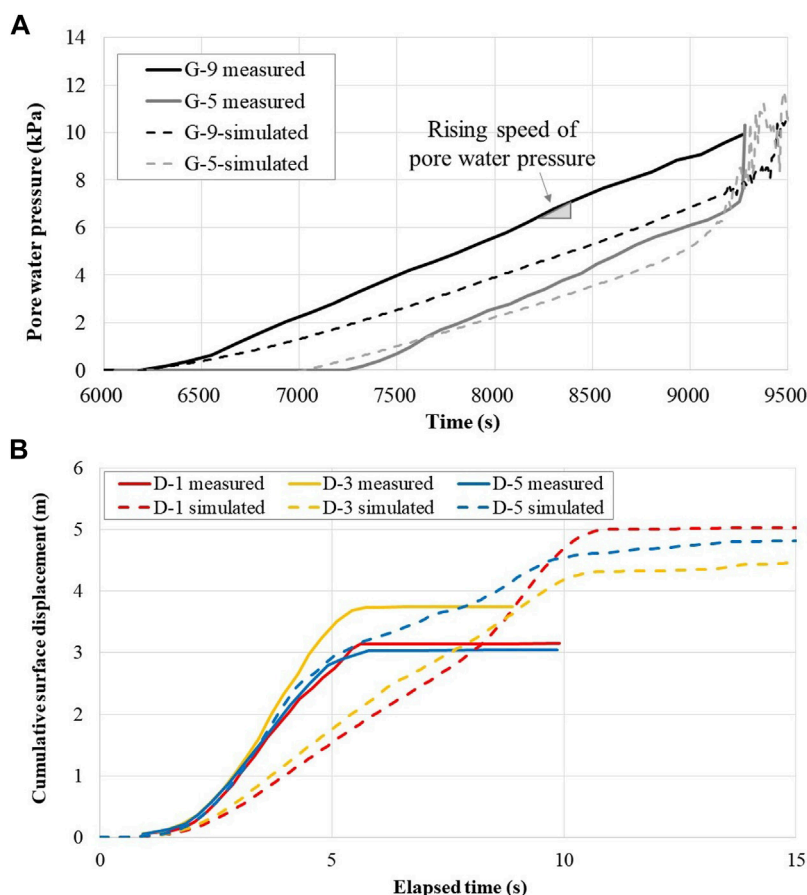 A
Pore water pressure (kPa)
14
12
10
8
6
4
2
0
G-9 measured
G-5 measured
G-9-simulated
G-5-simulated
Rising speed of
pore water pressure
6000 6500 7000 7500 8000 8500 9000 9500
Time (s)
B
Cumulative surface displacement (m)
6
5
4
3
2
1
0
D-1 measured D-3 measured D-5 measured
D-1 simulated D-3 simulated D-5 simulated
0 5 10 15
Elapsed time (s)